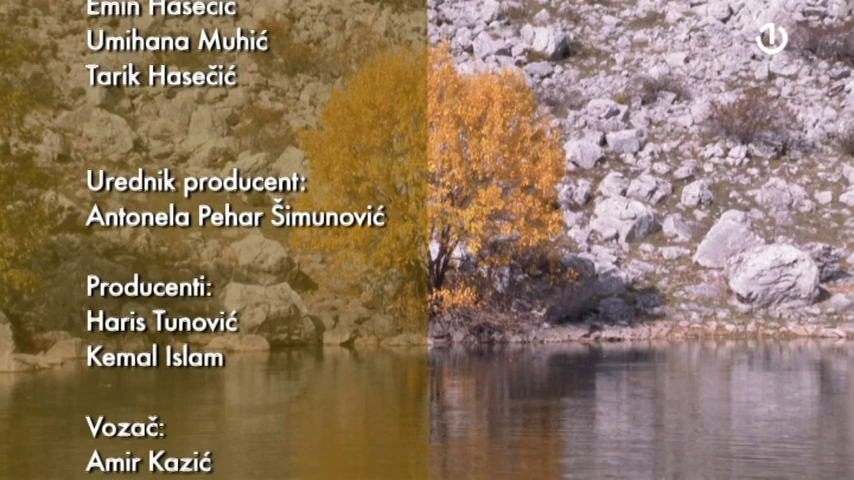 Emin Hasečić
Umihana Muhić
Tarik Hasečić
Urednik producent:
Antonela Pehar Šimunović
Producenti:
Haris Tunović
Kemal Islam
Vozač:
Amir Kazić
1